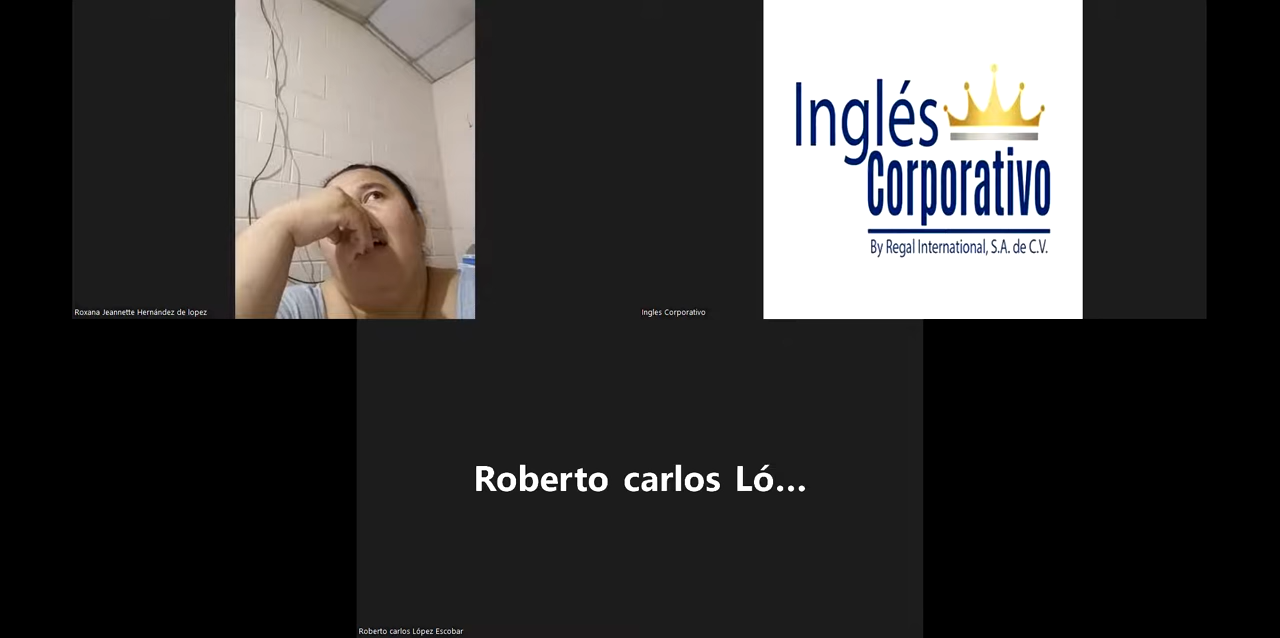 Inglés
Corporativo
By Regal International, S.A. de C.V.
Roxana Jeannette Hernández de lopez
Ingles Corporativo
Roberto carlos Ló...
Roberto carlos López Escobar